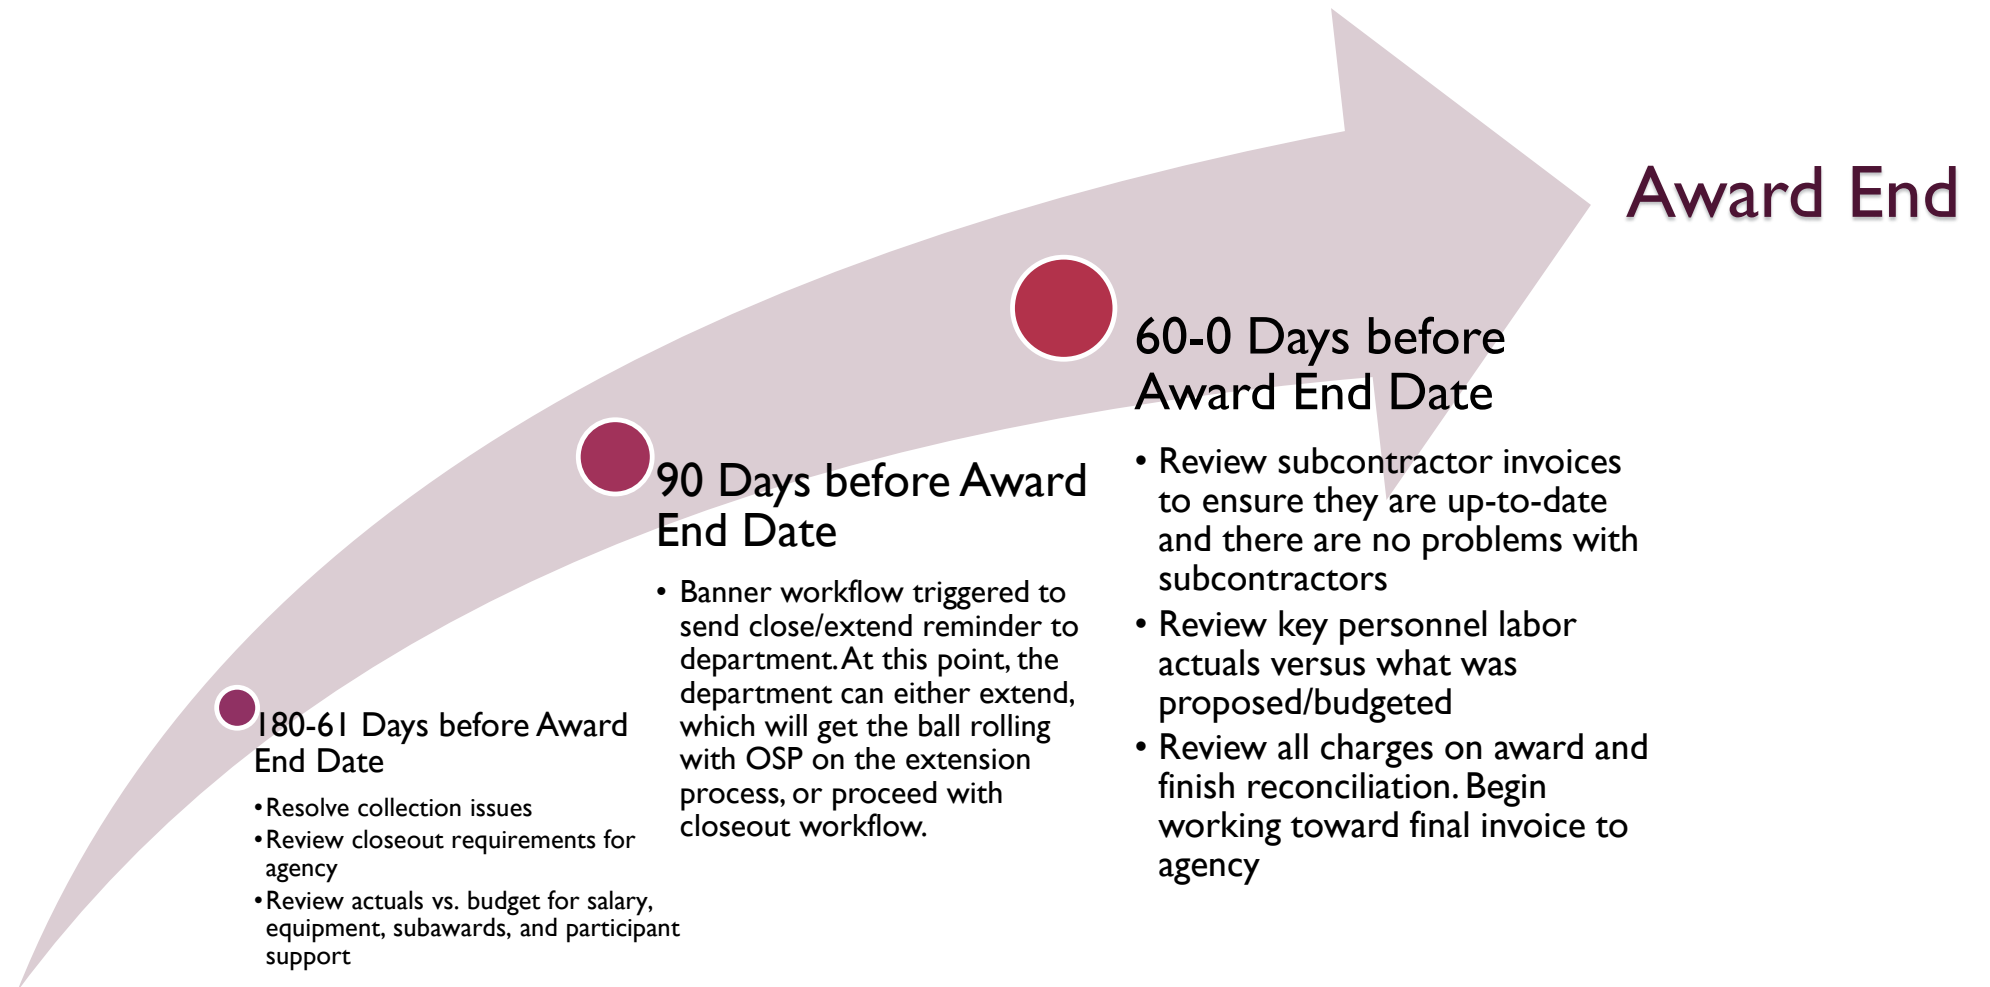 Award End
180-61 Days before Award
End Date
•Resolve collection issues
•Review closeout requirements for
agency
•Review actuals vs. budget for salary,
equipment, subawards, and participant
support
90 Days before Award
End Date
• Banner workflow triggered to
send close/extend reminder to
department. At this point, the
department can either extend,
which will get the ball rolling
with OSP on the extension
process, or proceed with
closeout workflow.
60-0 Days before
Award End Date
• Review subcontractor invoices
to ensure they are up-to-date
and there are no problems with
subcontractors
• Review key personnel labor
actuals versus what was
proposed/budgeted
• Review all charges on award and
finish reconciliation. Begin
working toward final invoice to
agency